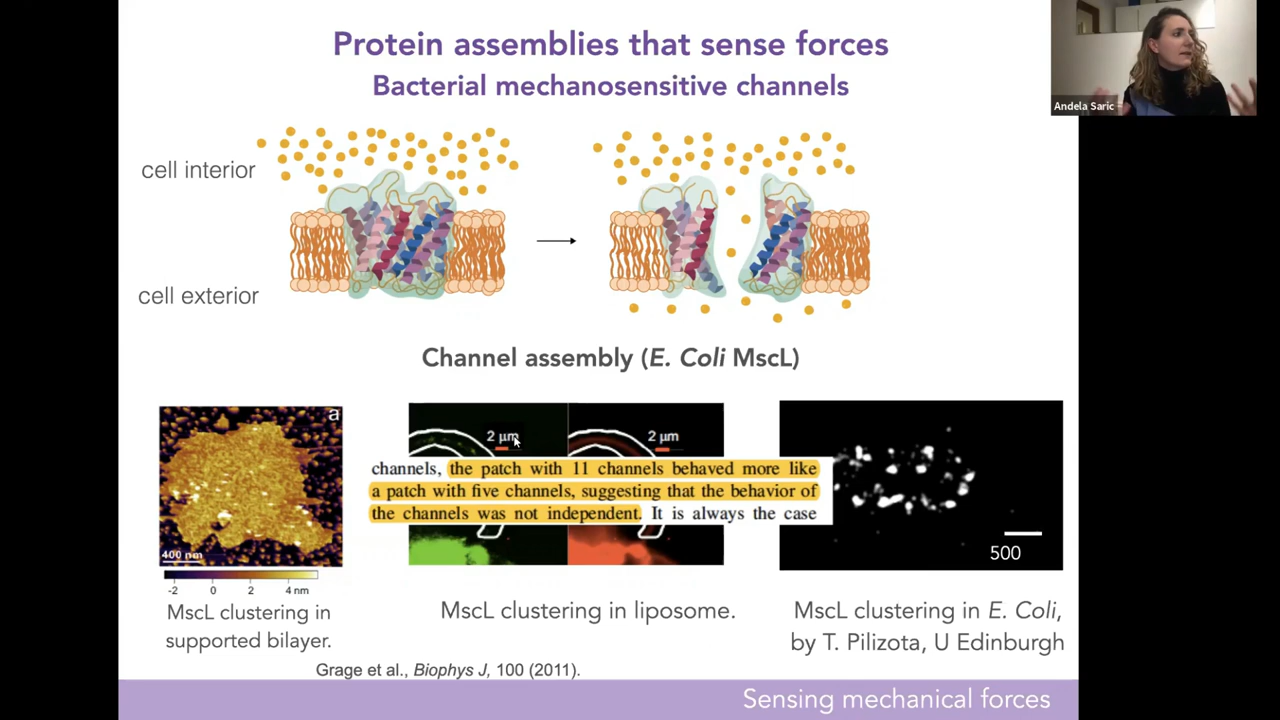 Protein assemblies that sense forces
Bacterial mechanosensitive channels
Andela Saric
cell interior
cell exterior
Channel assembly (E. Coli MscL)
a
2 µm
2 µm
channels, the patch with 11 channels behaved more like
a patch with five channels, suggesting that the behavior of
the channels was not independent. It is always the case
400 nm
500
-2 0 2 4 nm
MscL clustering in
supported bilayer.
MscL clustering in liposome.
MscL clustering in E. Coli,
by T. Pilizota, U Edinburgh
Grage et al., Biophys J, 100 (2011).
Sensing mechanical forces